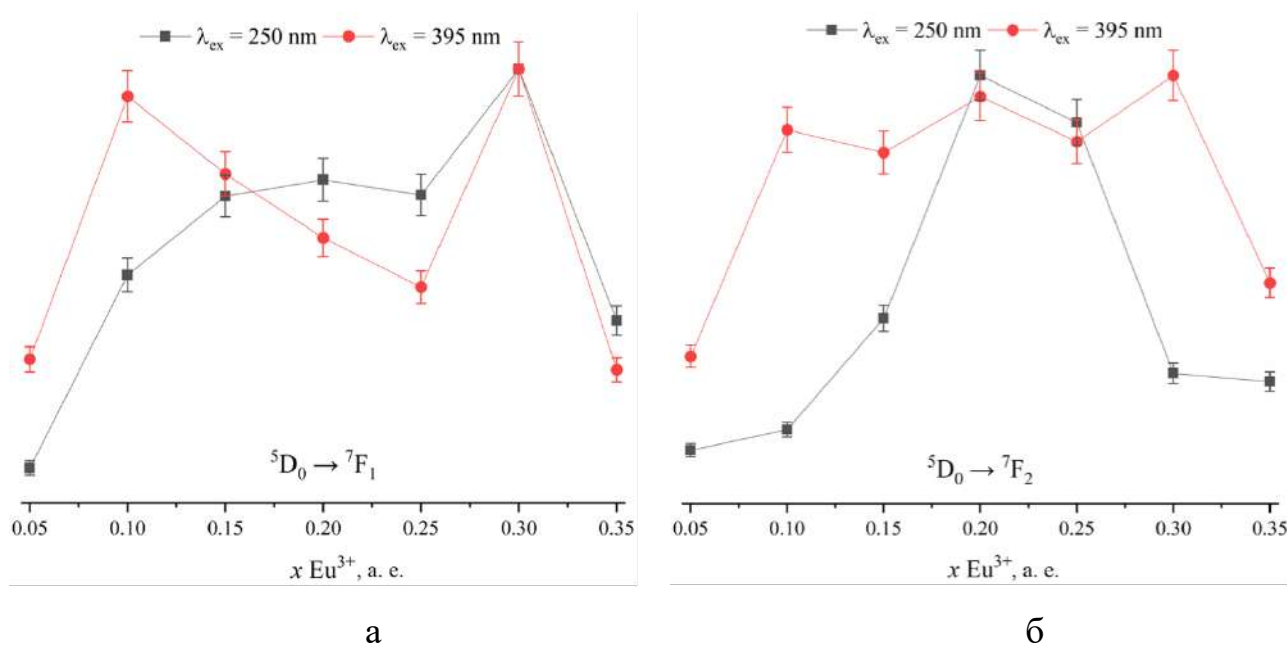 λex = 250 nm λex = 395 nm
⁵D₀ → ⁷F₁
0.05 0.10 0.15 0.20 0.25 0.30 0.35
x Eu³⁺, a. e.
а
λex = 250 nm λex = 395 nm
⁵D₀ → ⁷F₂
0.05 0.10 0.15 0.20 0.25 0.30 0.35
x Eu³⁺, a. e.
б